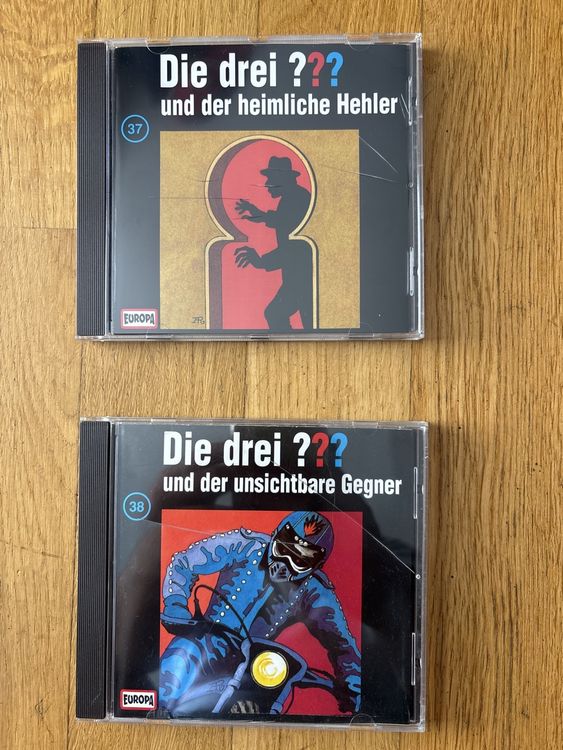 Die drei ???
und der heimliche Hehler
37
EUROPA
Die drei ???
und der unsichtbare Gegner
38
EUROPA